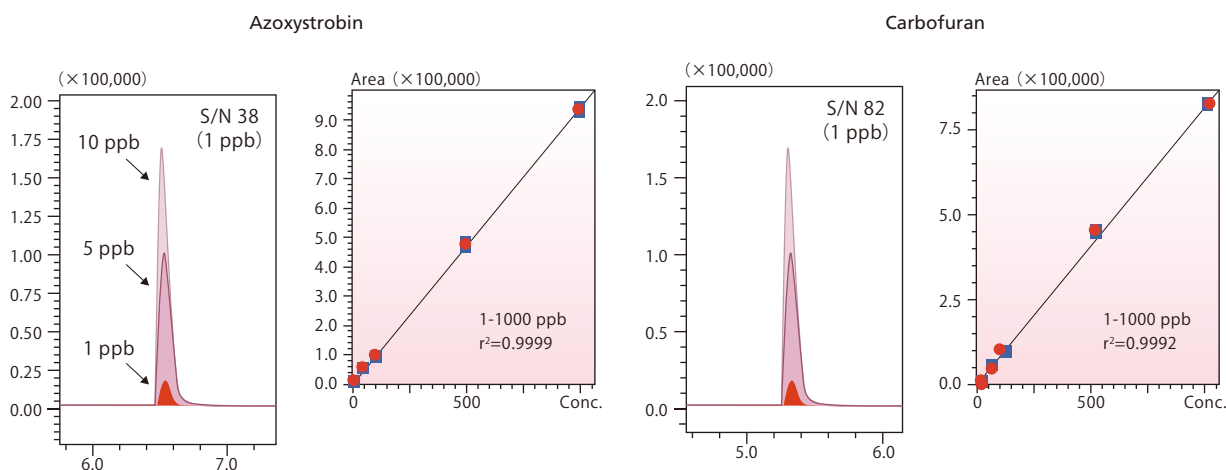 Azoxystrobin
(×100,000)
2.00
1.75
1.50
1.25
1.00
0.75
0.50
0.25
0.00
6.0
7.0
S/N 38
(1 ppb)
10 ppb
5 ppb
1 ppb
Area (×100,000)
9.0
8.0
7.0
6.0
5.0
4.0
3.0
2.0
1.0
0.0
0
500
Conc.
1-1000 ppb
r²=0.9999
Carbofuran
(×100,000)
2.0
1.5
1.0
0.5
0.0
5.0
6.0
S/N 82
(1 ppb)
Area (×100,000)
7.5
5.0
2.5
0.0
0
500
Conc.
1-1000 ppb
r²=0.9992